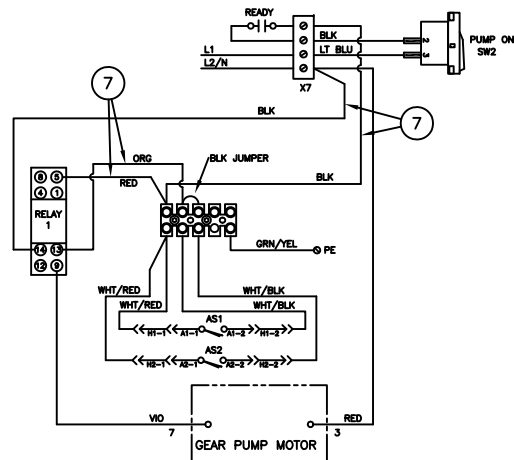 READY
BLK
PUMP ON
SW2
2
3
L1
LT BLU
L2/N
X7
7
BLK
7
ORG
BLK JUMPER
RED
BLK
8 5
4 1
RELAY
1
14 13
12 9
GRN/YEL
PE
WHT/RED
WHT/BLK
WHT/RED
WHT/BLK
AS1
H1-1
A1-1
A1-2
H1-2
AS2
H2-1
A2-1
A2-2
H2-2
VIO
RED
7
3
GEAR PUMP MOTOR